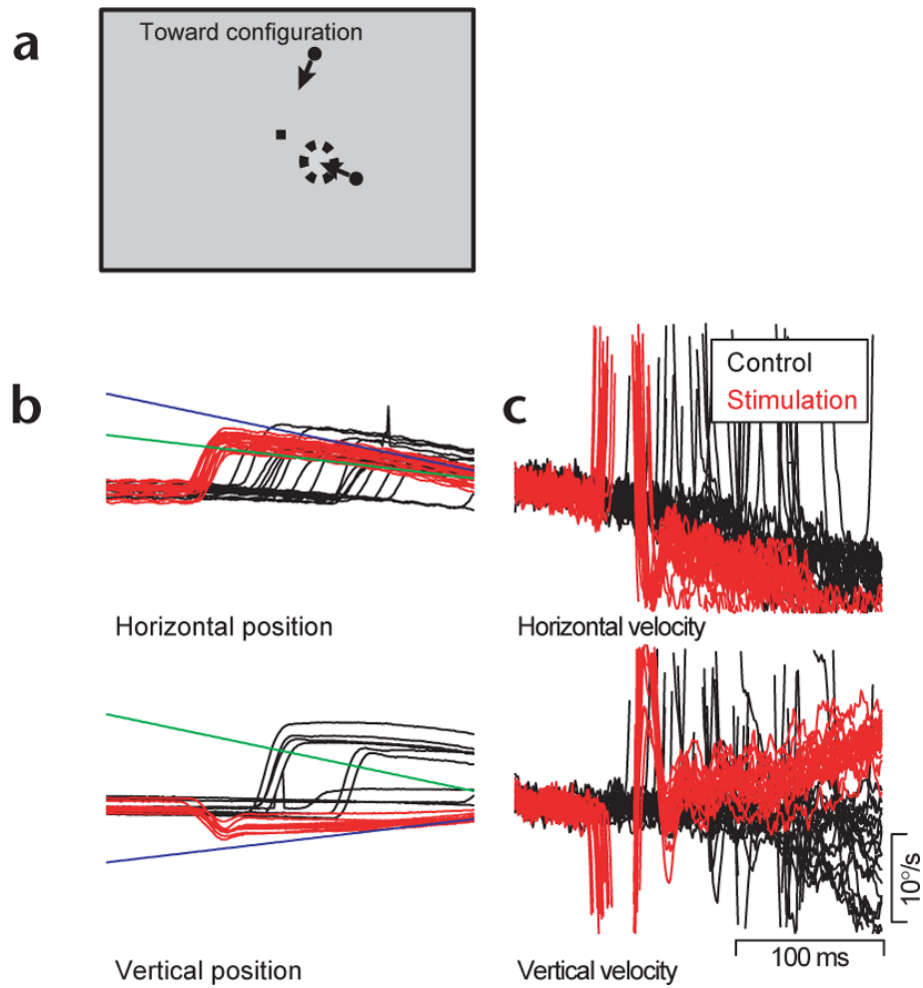 a
Toward configuration
b
c
Control
Stimulation
Horizontal position
Horizontal velocity
10°/s
100 ms
Vertical position
Vertical velocity